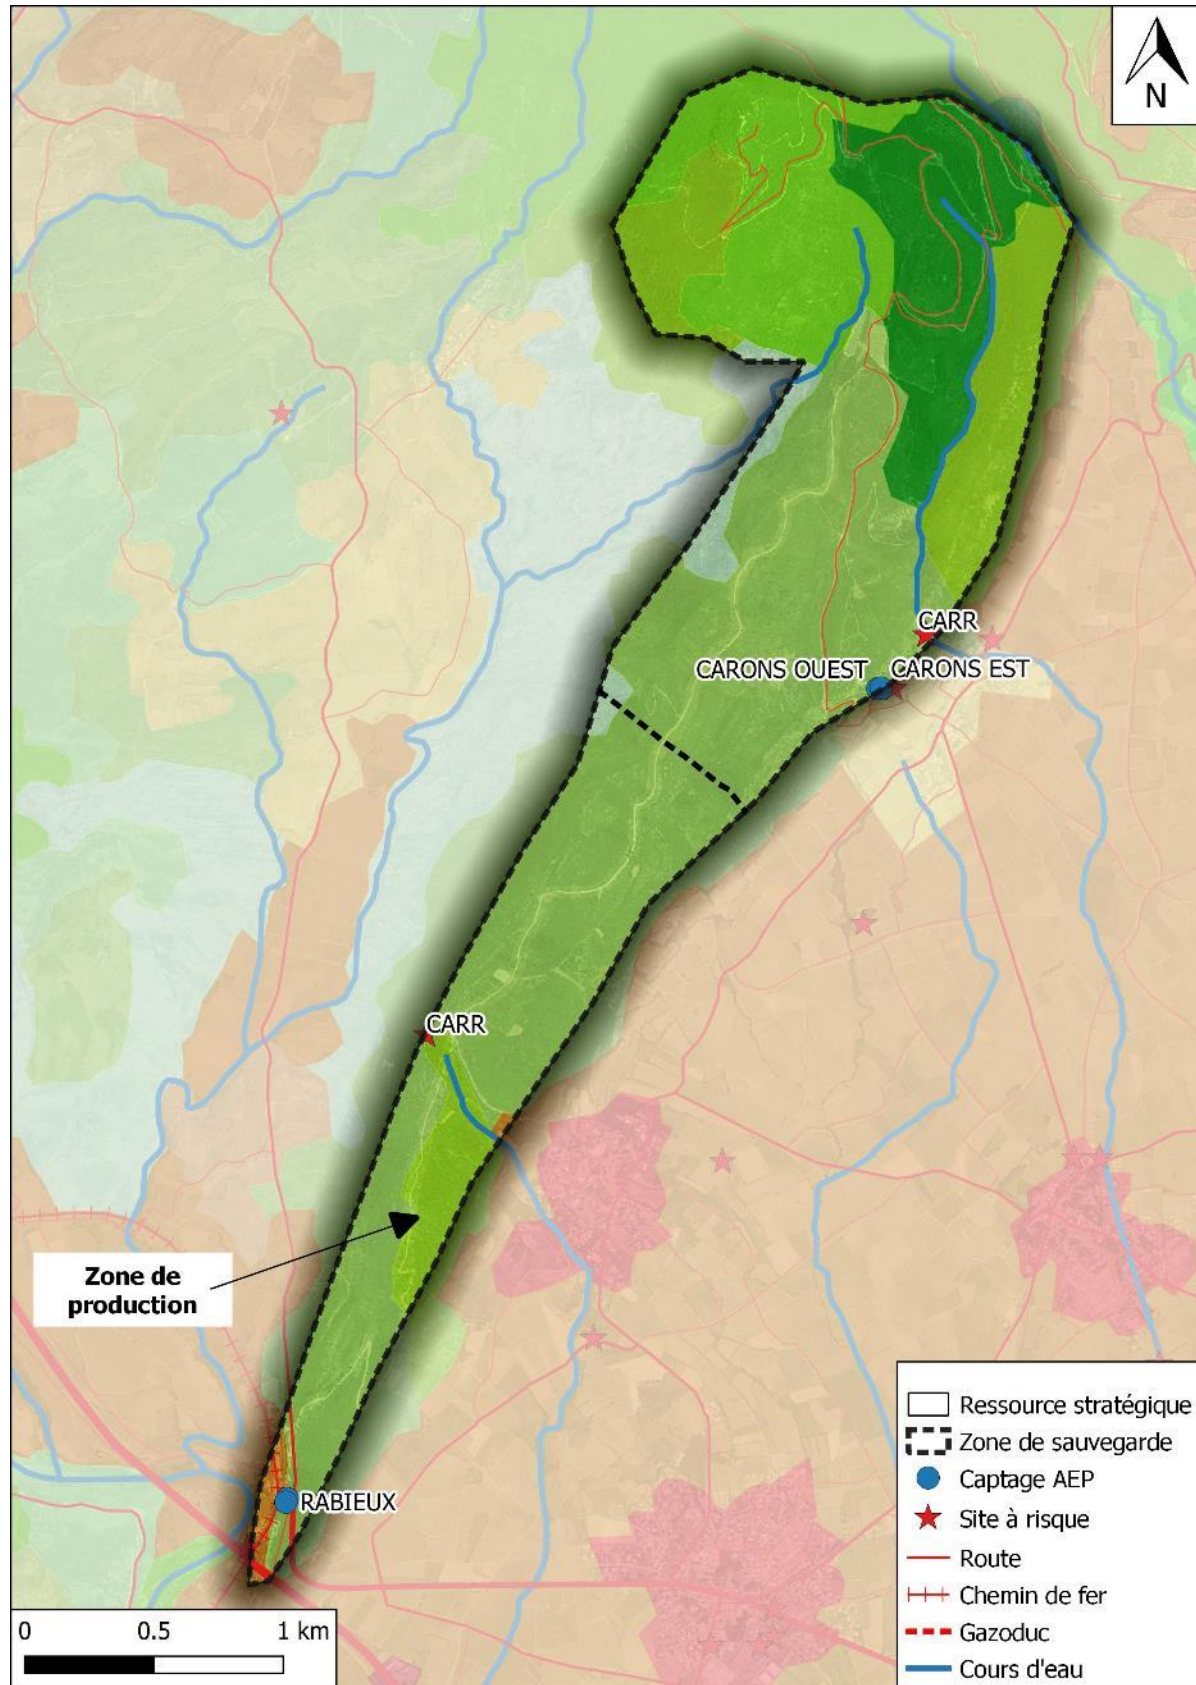 N
CARR
CARONS OUEST
CARONS EST
CARR
Zone de
production
RABIEUX
Ressource stratégique
Zone de sauvegarde
Captage AEP
Site à risque
Route
Chemin de fer
Gazoduc
Cours d'eau
0 0.5 1 km